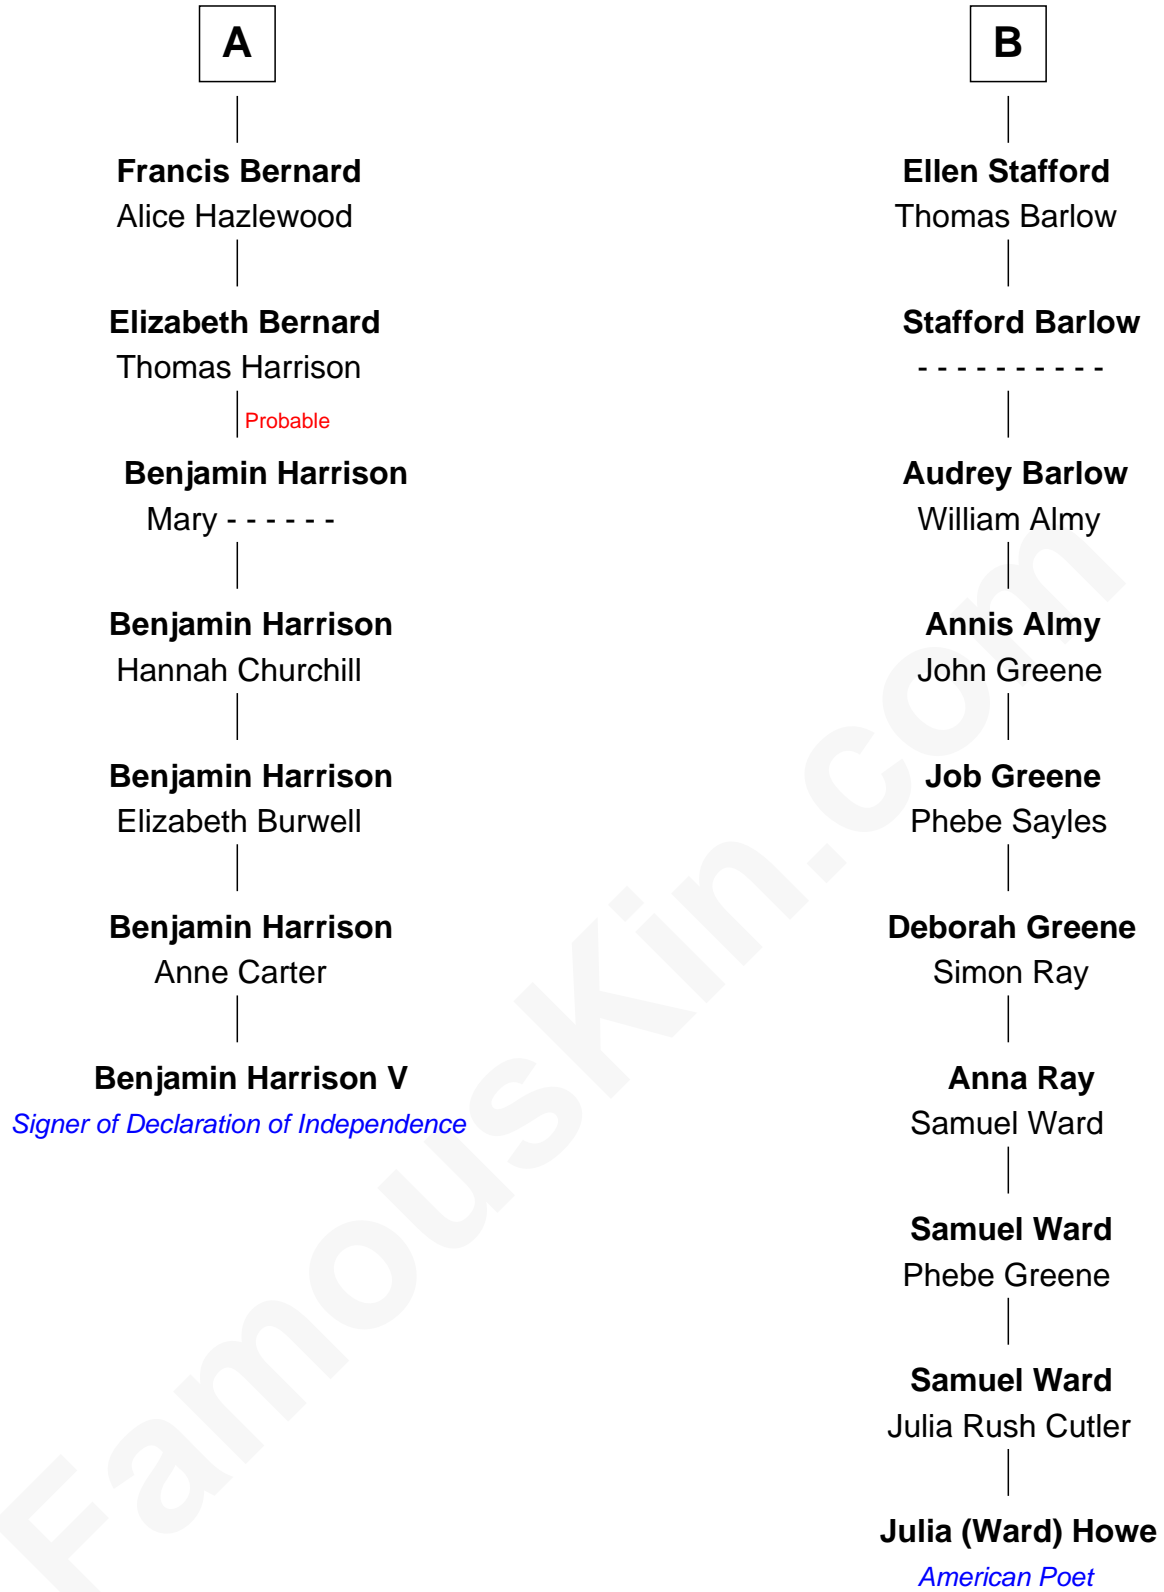 A
Francis Bernard
Alice Hazlewood
Elizabeth Bernard
Thomas Harrison
Probable
Benjamin Harrison
Mary - - - - - -
Benjamin Harrison
Hannah Churchill
Benjamin Harrison
Elizabeth Burwell
Benjamin Harrison
Anne Carter
Benjamin Harrison V
Signer of Declaration of Independence
B
Ellen Stafford
Thomas Barlow
Stafford Barlow
- - - - - - - - - -
Audrey Barlow
William Almy
Annis Almy
John Greene
Job Greene
Phebe Sayles
Deborah Greene
Simon Ray
Anna Ray
Samuel Ward
Samuel Ward
Phebe Greene
Samuel Ward
Julia Rush Cutler
Julia (Ward) Howe
American Poet
FamousKin.com